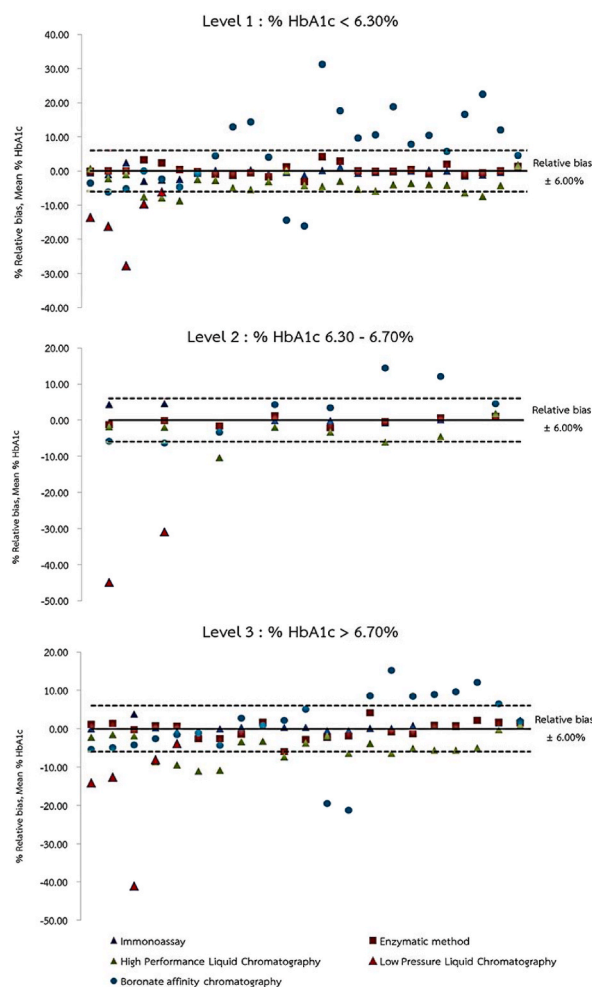 Level 1 : % HbA1c < 6.30%
40.00
30.00
20.00
10.00
0.00
-10.00
-20.00
-30.00
-40.00
% Relative bias, Mean % HbA1c
Relative bias
± 6.00%
Level 2 : % HbA1c 6.30 - 6.70%
20.00
10.00
0.00
-10.00
-20.00
-30.00
-40.00
-50.00
% Relative bias, Mean % HbA1c
Relative bias
± 6.00%
Level 3 : % HbA1c > 6.70%
20.00
10.00
0.00
-10.00
-20.00
-30.00
-40.00
-50.00
% Relative bias, Mean % HbA1c
Relative bias
± 6.00%
Immonoassay
Enzymatic method
High Performance Liquid Chromatography
Low Pressure Liquid Chromatography
Boronate affinity chromatography